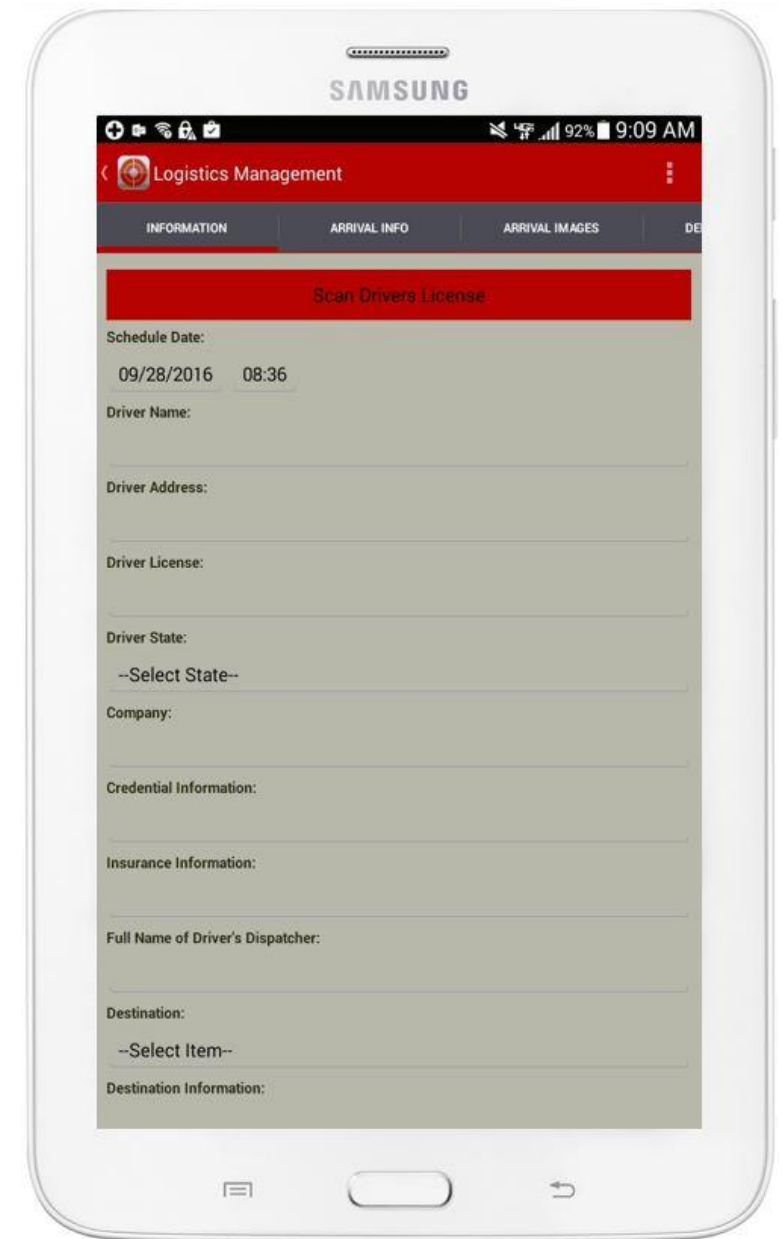 SAMSUNG
92% 9:09 AM
Logistics Management
INFORMATION ARRIVAL INFO ARRIVAL IMAGES DE
Scan Drivers License
Schedule Date:
09/28/2016 08:36
Driver Name:
Driver Address:
Driver License:
Driver State:
--Select State--
Company:
Credential Information:
Insurance Information:
Full Name of Driver's Dispatcher:
Destination:
--Select Item--
Destination Information: